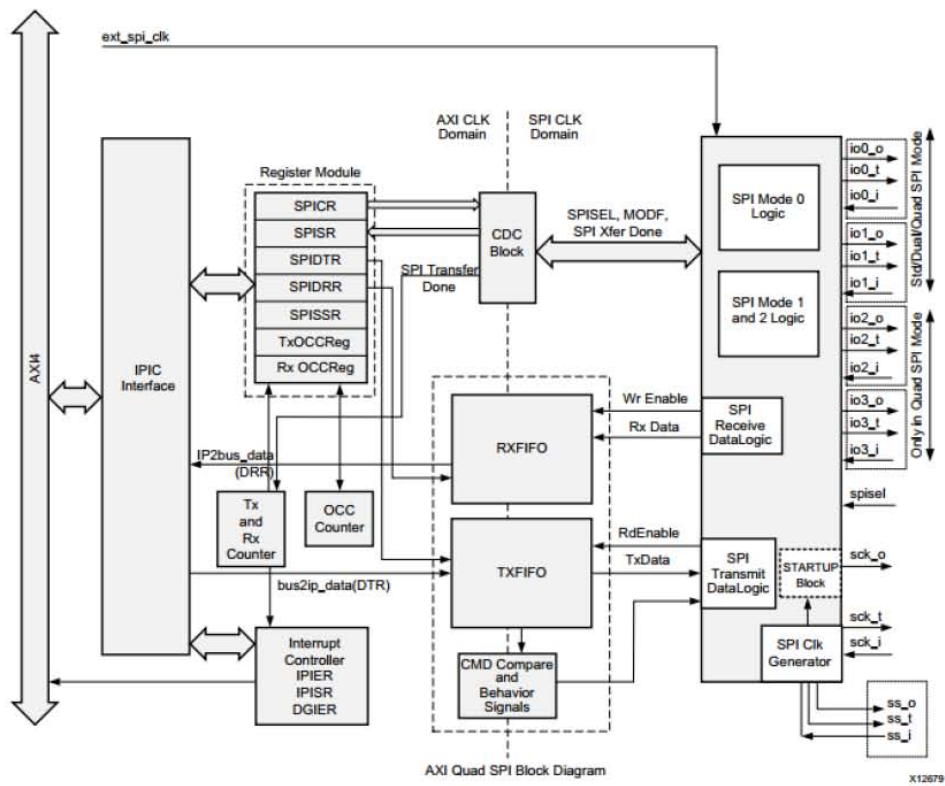 ext_spi_clk
AXI CLK
Domain
SPI CLK
Domain
Register Module
SPICR
SPISR
SPIDTR
SPIDRR
SPISSR
TxOCCReg
Rx OCCReg
CDC
Block
SPISEL, MODF,
SPI Xfer Done
SPI Transfer
Done
SPI Mode 0
Logic
SPI Mode 1
and 2 Logic
io0_o
io0_t
io0_i
io1_o
io1_t
io1_i
Std/Dual/Quad SPI Mode
io2_o
io2_t
io2_i
io3_o
io3_t
io3_i
Only in Quad SPI Mode
AXI4
IPIC
Interface
Wr Enable
Rx Data
SPI
Receive
DataLogic
RXFIFO
IP2bus_data
(DRR)
Tx
and
Rx
Counter
OCC
Counter
spisel
RdEnable
TxData
SPI
Transmit
DataLogic
STARTUP
Block
sck_o
TXFIFO
bus2ip_data(DTR)
sck_t
sck_i
SPI Clk
Generator
Interrupt
Controller
IPIER
IPISR
DGIER
CMD Compare
and
Behavior
Signals
ss_o
ss_t
ss_i
AXI Quad SPI Block Diagram
X12679